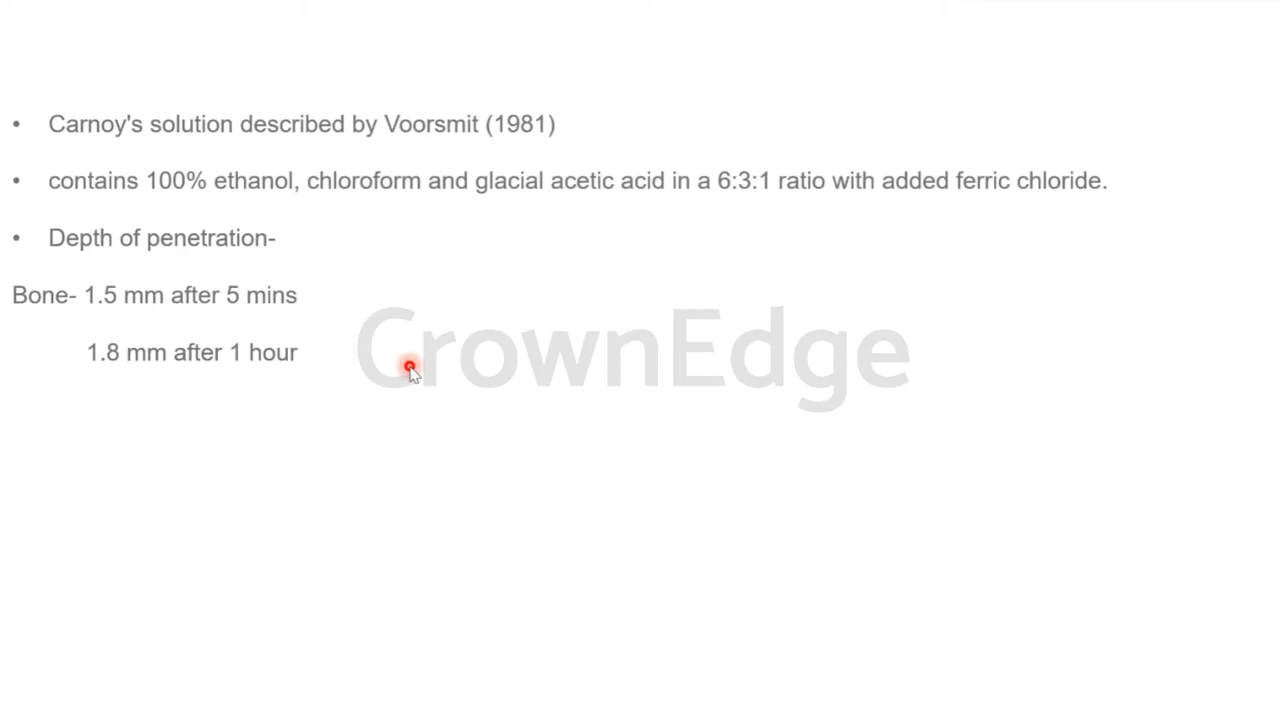 • Carnoy's solution described by Voorsmit (1981)
• contains 100% ethanol, chloroform and glacial acetic acid in a 6:3:1 ratio with added ferric chloride.
• Depth of penetration-
Bone- 1.5 mm after 5 mins
1.8 mm after 1 hour
CrownEdge